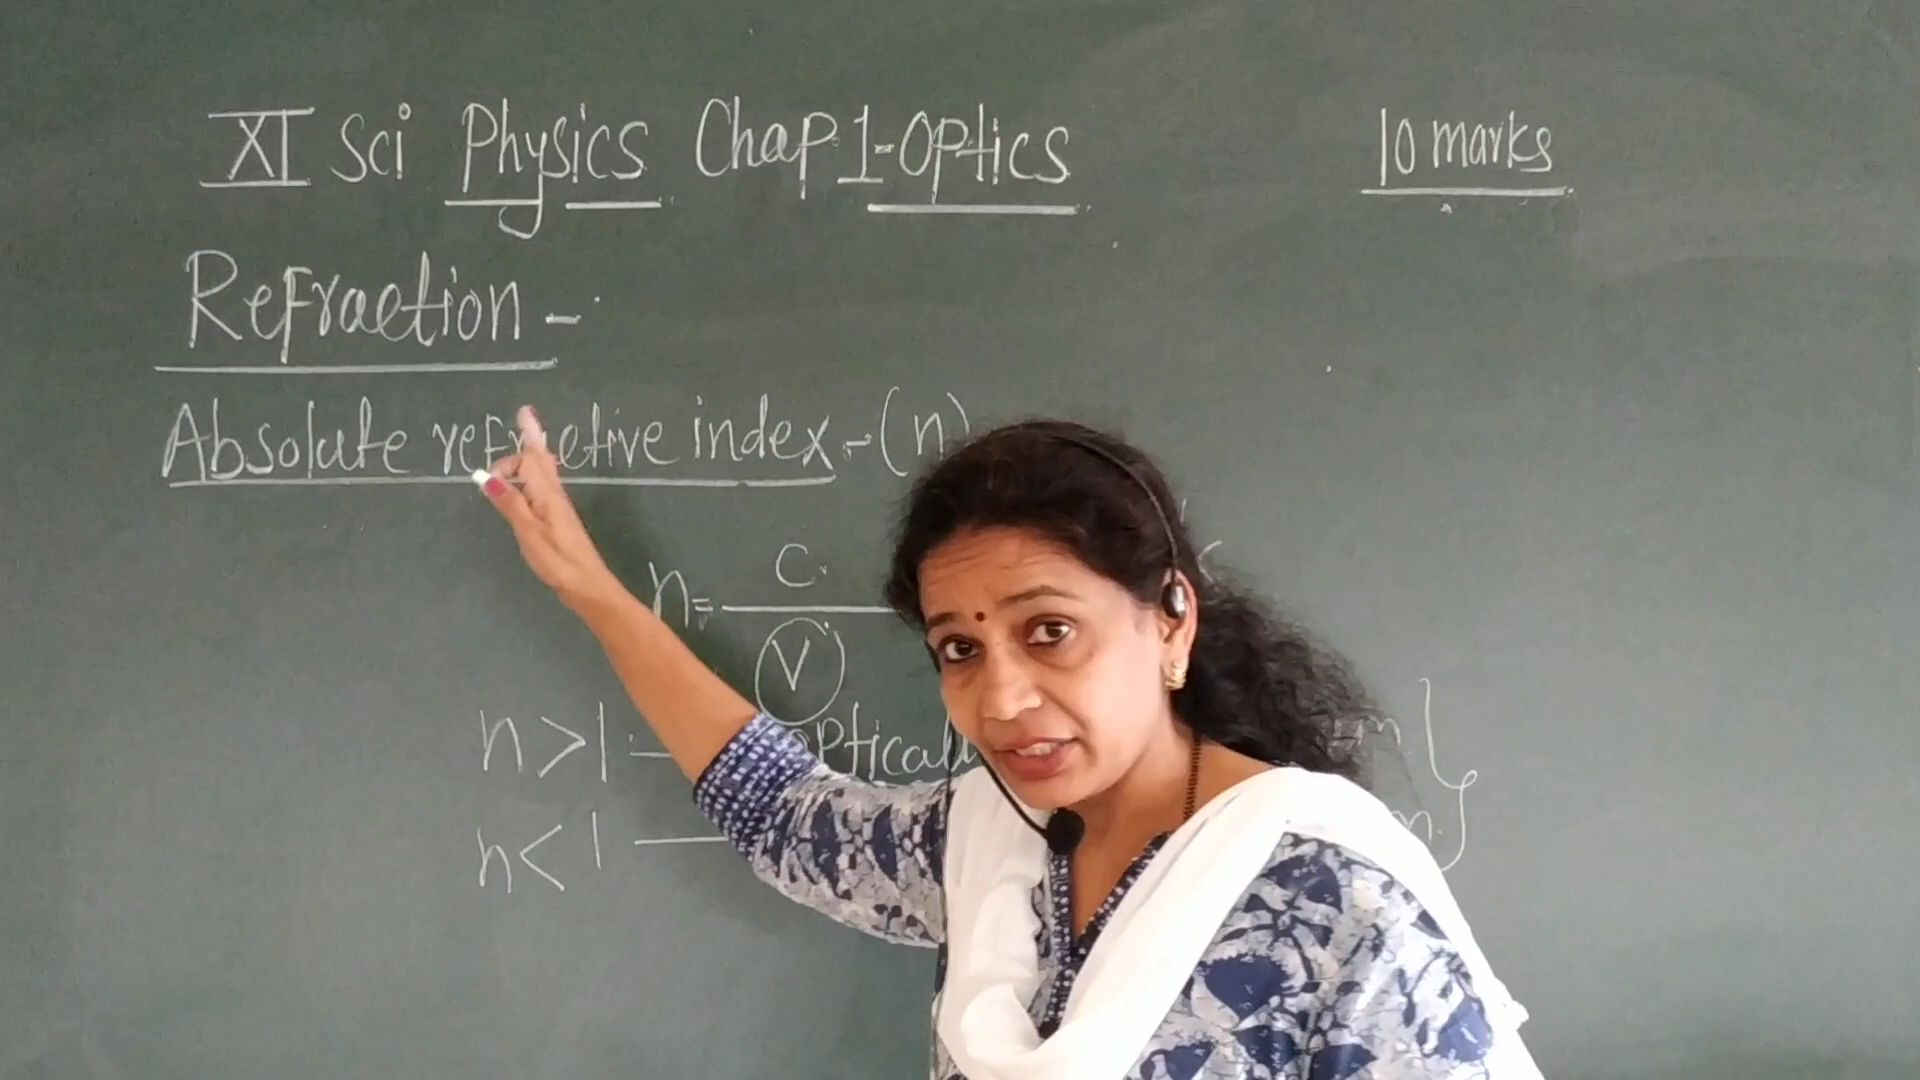 XI Sci Physics Chap 1-Optics
10 marks
Refraction -
Absolute refractive index - (n)
n = c
v
n > 1 —
n < 1 —